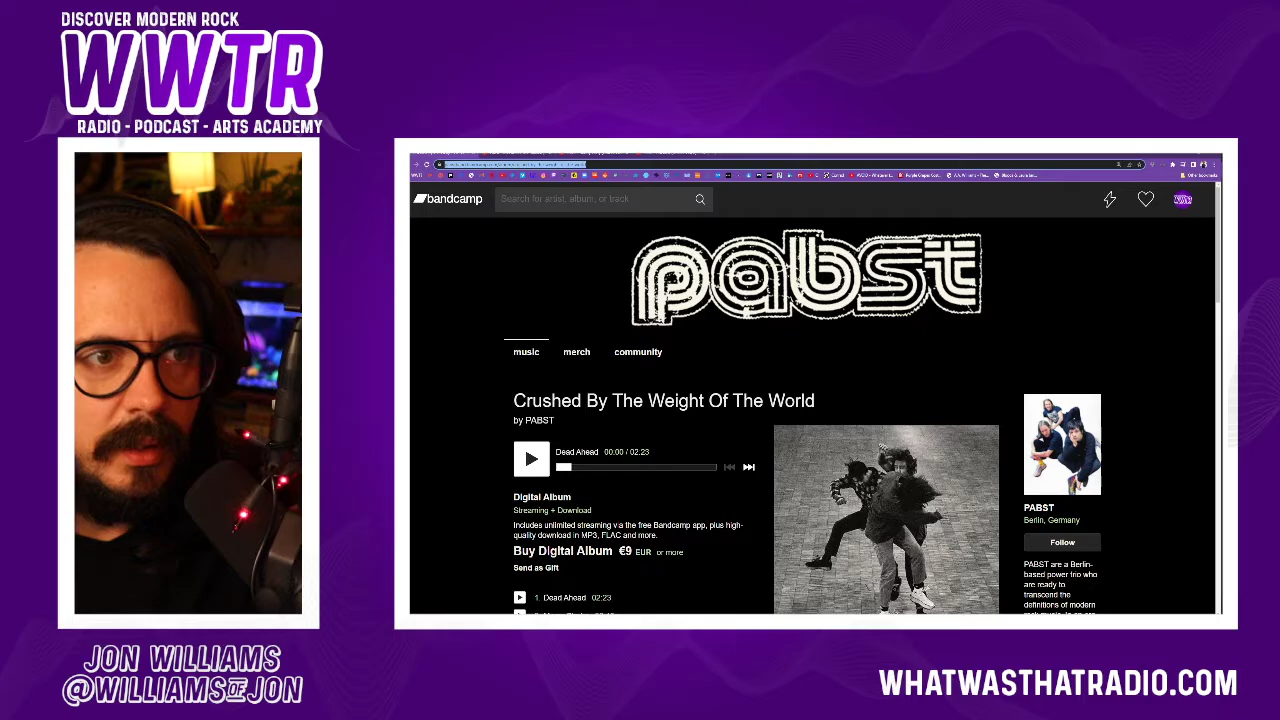 DISCOVER MODERN ROCK
WWTR
RADIO - PODCAST - ARTS ACADEMY
bandcamp
Search for artist, album, or track
WWTR
Other bookmarks
pabst
music merch community
Crushed By The Weight Of The World
by PABST
Dead Ahead 00:00 / 02:23
Digital Album
Streaming + Download
Includes unlimited streaming via the free Bandcamp app, plus high-
quality download in MP3, FLAC and more.
Buy Digital Album €9 EUR or more
Send as Gift
1. Dead Ahead 02:23
PABST
Berlin, Germany
Follow
PABST are a Berlin-
based power trio who
are ready to
transcend the
definitions of modern
JON WILLIAMS
@WILLIAMSOFJON
WHATWASTHATRADIO.COM